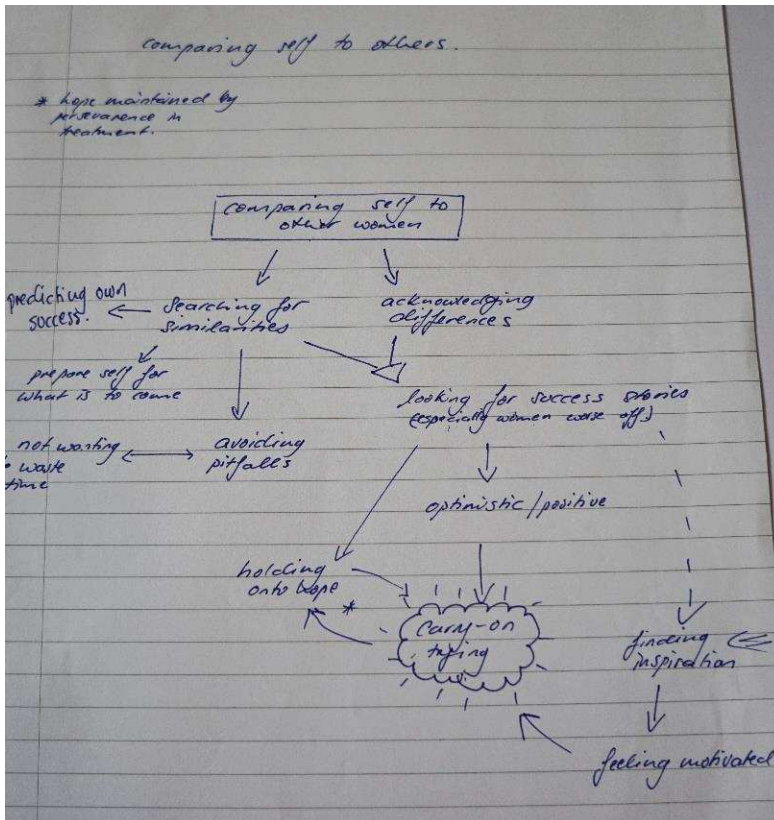 comparing self to others.
* hope maintained by
perseverance in
treatment.
comparing self to
other women
predicting own
success.
searching for
similarities
acknowledging
differences
prepare self for
what is to come
looking for success stories
(especially women worse off)
not wanting
waste
time
avoiding
pitfalls
optimistic/positive
holding
onto hope *
carry-on
trying
finding
inspiration
feeling motivated